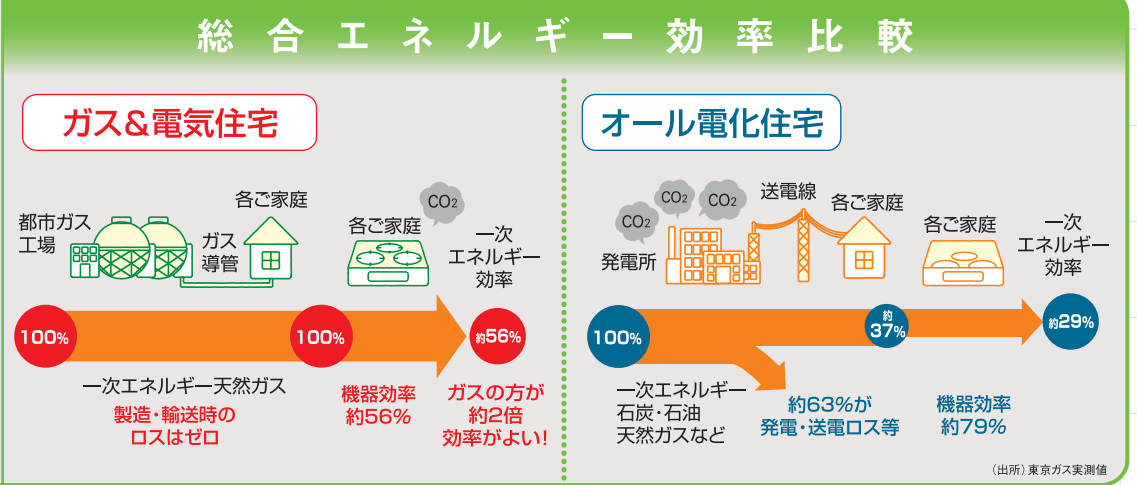 総合エネルギー効率比較
ガス&電気住宅
都市ガス
工場
ガス
導管
各ご家庭
各ご家庭
CO2
一次
エネルギー
効率
100%
100%
約56%
一次エネルギー天然ガス
製造・輸送時の
ロスはゼロ
機器効率
約56%
ガスの方が
約2倍
効率がよい!
オール電化住宅
CO2
CO2
CO2
発電所
送電線
各ご家庭
各ご家庭
一次
エネルギー
効率
100%
約
37%
約29%
一次エネルギー
石炭・石油
天然ガスなど
約63%が
発電・送電ロス等
機器効率
約79%
（出所）東京ガス実測値